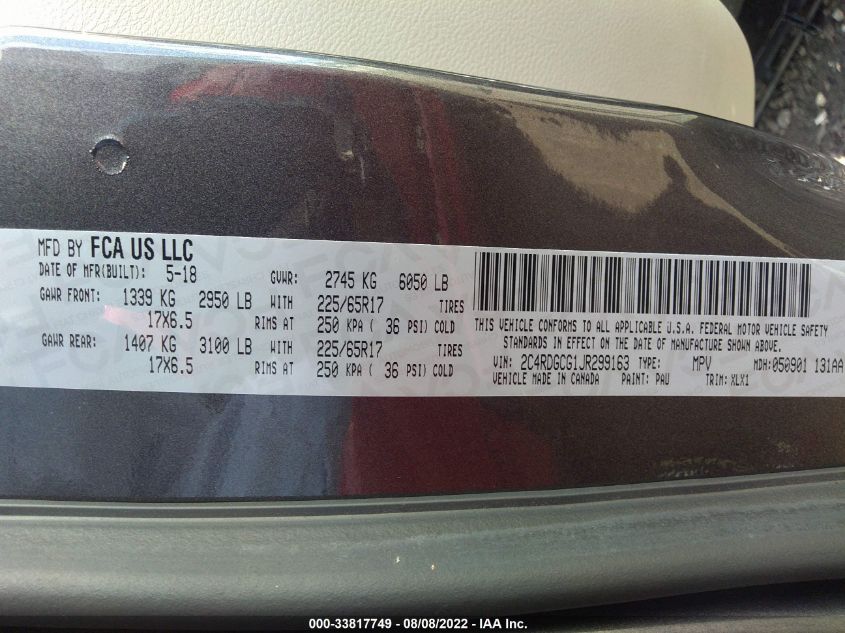 MFD BY FCA US LLC
DATE OF MFR(BUILT): 5-18 GVWR: 2745 KG 6050 LB
GAWR FRONT: 1339 KG 2950 LB WITH 225/65R17 TIRES
17X6.5 RIMS AT 250 KPA ( 36 PSI) COLD
GAWR REAR: 1407 KG 3100 LB WITH 225/65R17 TIRES
17X6.5 RIMS AT 250 KPA ( 36 PSI) COLD
THIS VEHICLE CONFORMS TO ALL APPLICABLE U.S.A. FEDERAL MOTOR VEHICLE SAFETY
STANDARDS IN EFFECT ON THE DATE OF MANUFACTURE SHOWN ABOVE.
VIN: 2C4RDGCG1JR299163 TYPE: MPV MDH:050901 131AA
VEHICLE MADE IN CANADA PAINT: PAU TRIM: XLX1
000-33817749 - 08/08/2022 - IAA Inc.